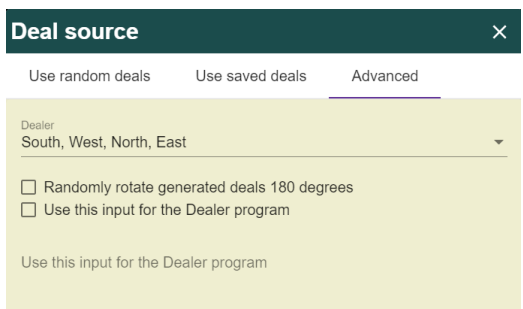 Deal source
Use random deals Use saved deals Advanced
Dealer
South, West, North, East
Randomly rotate generated deals 180 degrees
Use this input for the Dealer program
Use this input for the Dealer program